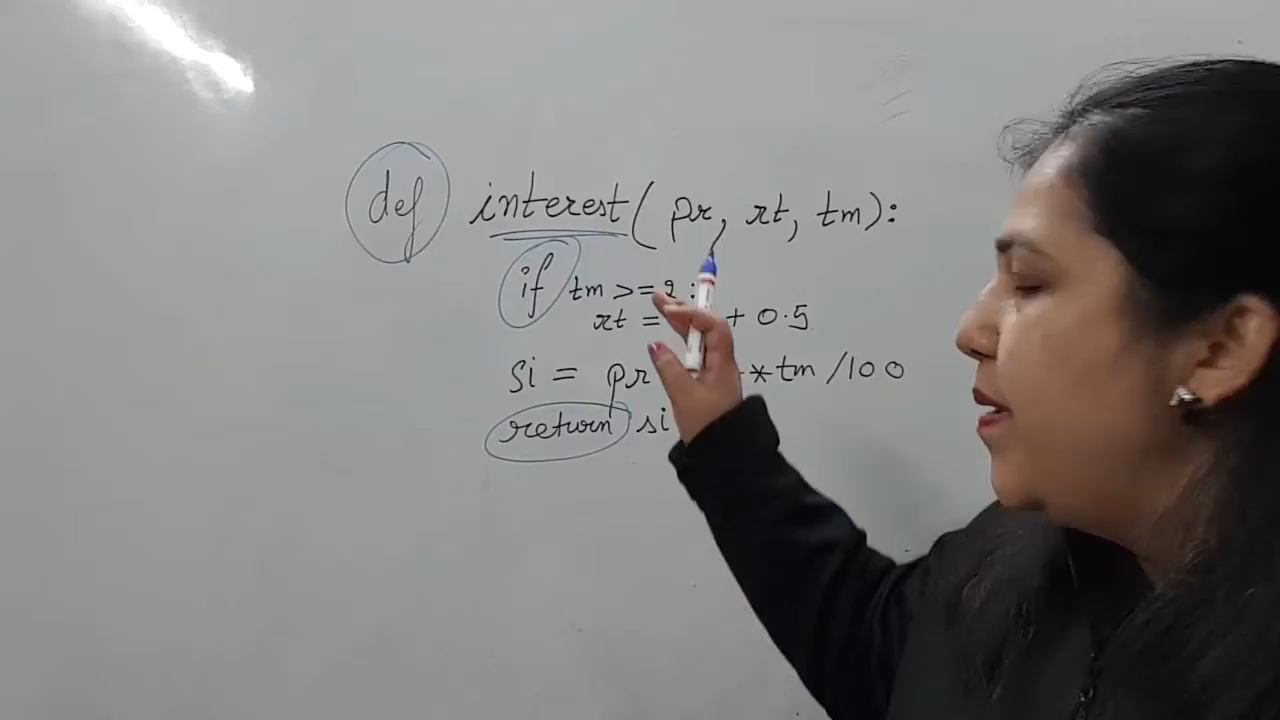 def interest( pr, rt, tm):
if tm >= 2:
rt = + 0.5
si = pr *tm /100
return si